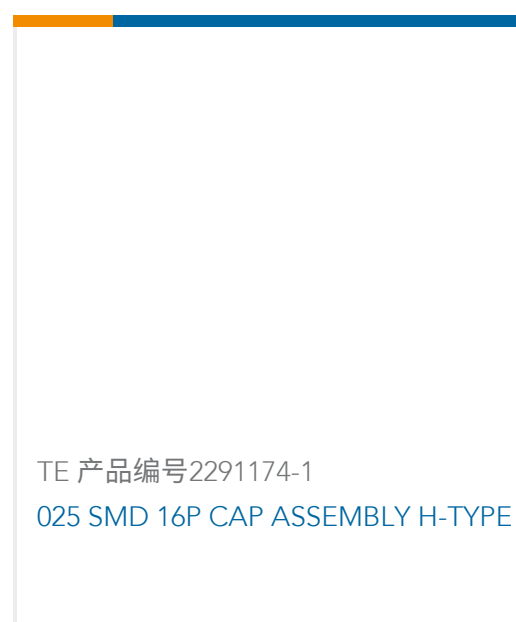 TE 产品编号2291174-1
025 SMD 16P CAP ASSEMBLY H-TYPE